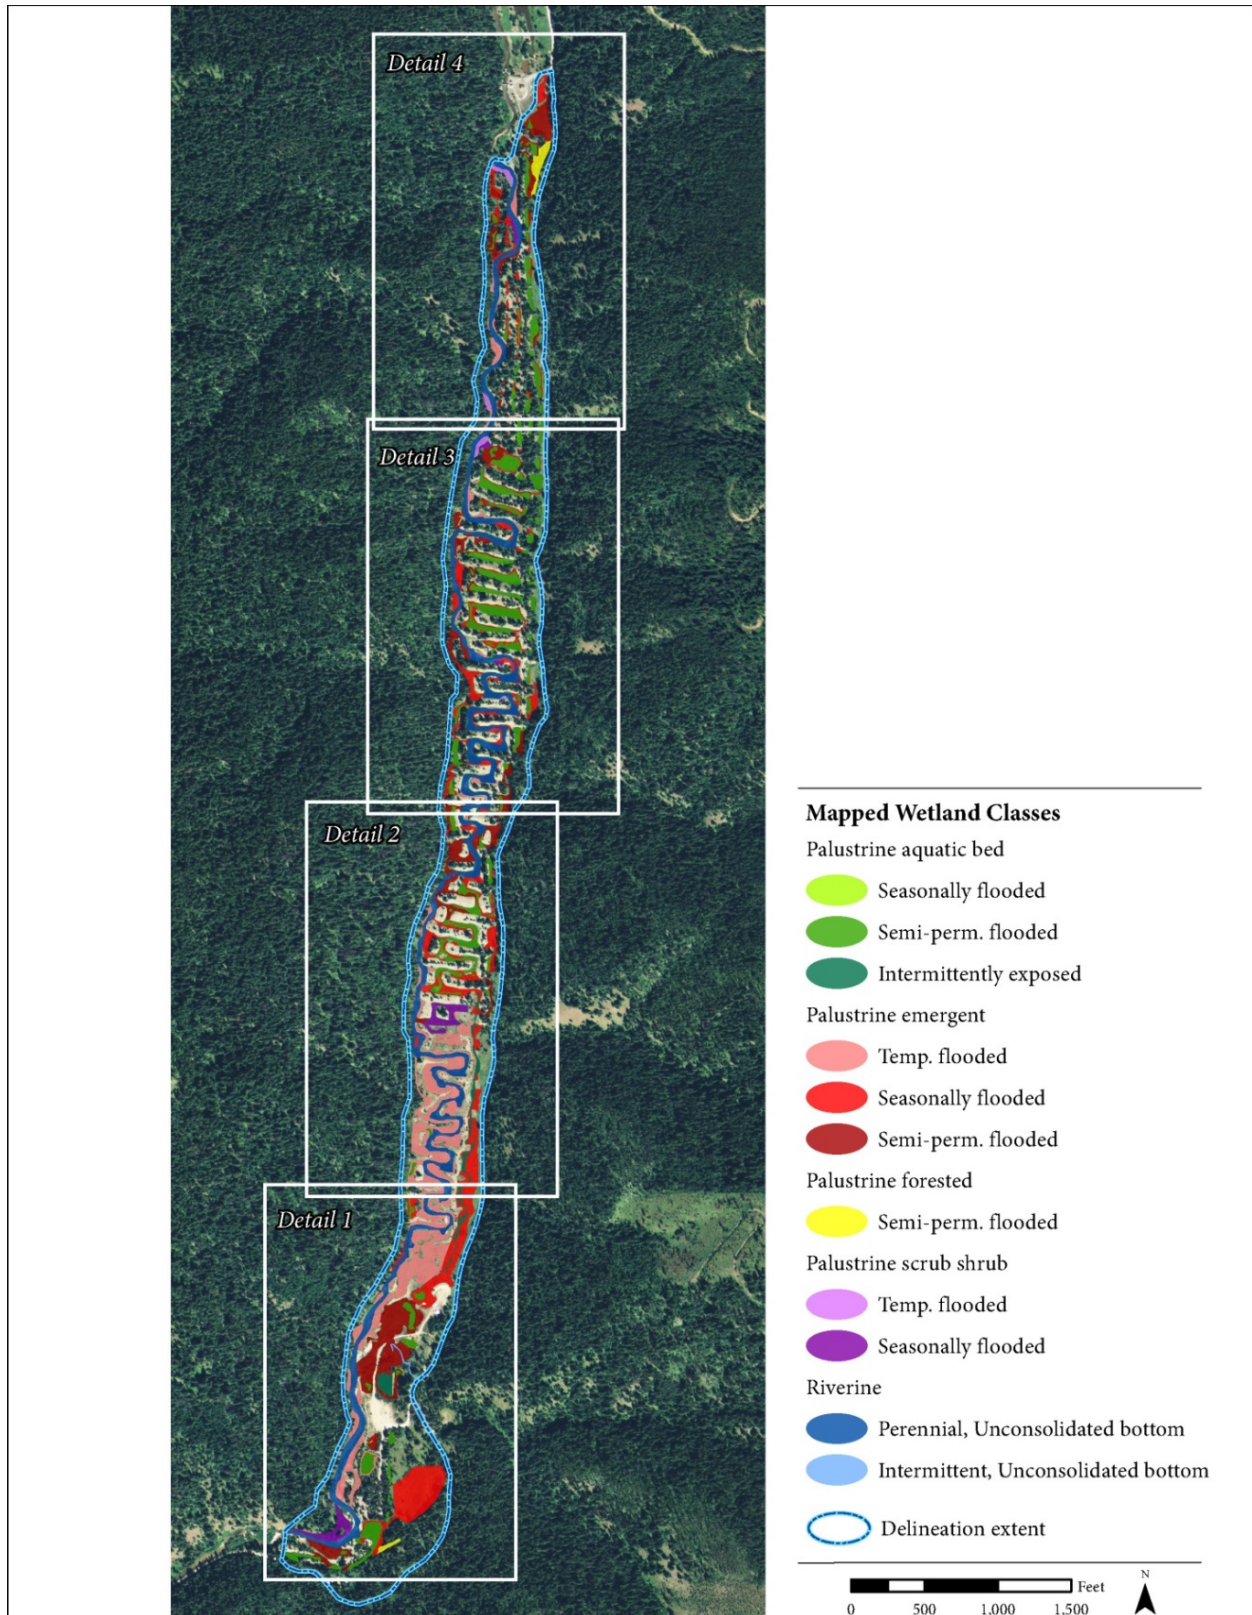 Detail 4
Detail 3
Detail 2
Detail 1
Mapped Wetland Classes
Palustrine aquatic bed
Seasonally flooded
Semi-perm. flooded
Intermittently exposed
Palustrine emergent
Temp. flooded
Seasonally flooded
Semi-perm. flooded
Palustrine forested
Semi-perm. flooded
Palustrine scrub shrub
Temp. flooded
Seasonally flooded
Riverine
Perennial, Unconsolidated bottom
Intermittent, Unconsolidated bottom
Delineation extent
Feet
N
0 500 1,000 1,500